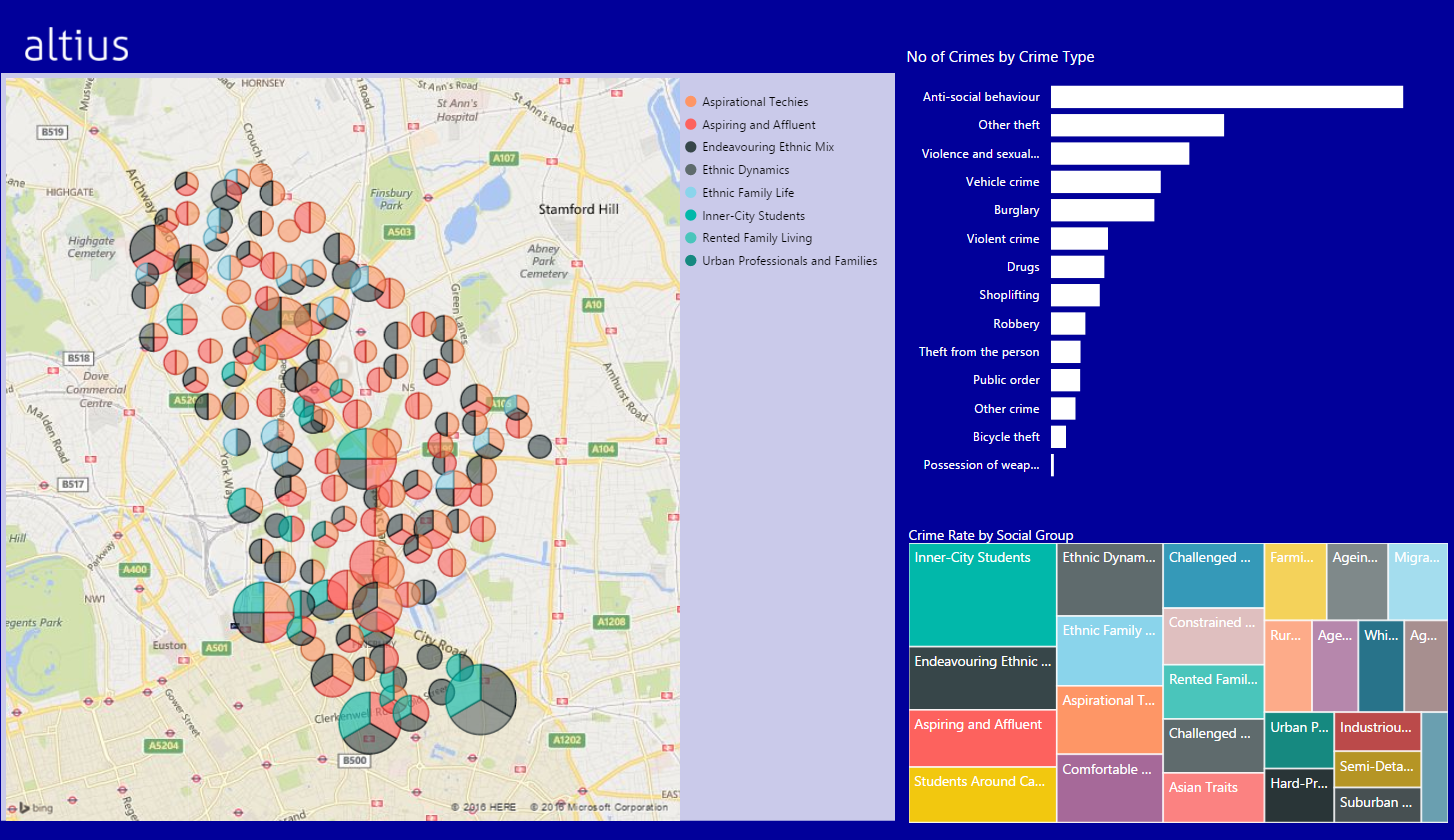 altius
HORNSEY
St Ann's Road
St Ann's
Hospital
St Ann's Road
B519
Crouch Hill
A107
HIGHGATE
Archway Road
Finsbury
Park
Stamford Hill
Highgate
Cemetery
A503
Abney
Park
Cemetery
A10
Green Lanes
B518
Dove
Commercial
Centre
N5
Amhurst Road
Malden Road
A104
York Way
B517
Hill
Parkway
A400
NW1
egents Park
A1208
Euston
A501
City Road
Gower Street
Clerkenwell Road
Street
A5204
A1202
B500
bing
© 2016 HERE
© 2016 Microsoft Corporation
Aspirational Techies
Aspiring and Affluent
Endeavouring Ethnic Mix
Ethnic Dynamics
Ethnic Family Life
Inner-City Students
Rented Family Living
Urban Professionals and Families
No of Crimes by Crime Type
Anti-social behaviour
Other theft
Violence and sexual...
Vehicle crime
Burglary
Violent crime
Drugs
Shoplifting
Robbery
Theft from the person
Public order
Other crime
Bicycle theft
Possession of weap...
Crime Rate by Social Group
Inner-City Students
Endeavouring Ethnic ...
Aspiring and Affluent
Students Around Ca...
Ethnic Dynam...
Ethnic Family ...
Aspirational T...
Comfortable ...
Challenged ...
Constrained ...
Rented Famil...
Challenged ...
Asian Traits
Farmi...
Agein...
Migra...
Rur...
Age...
Whi...
Ag...
Urban P...
Hard-Pr...
Industriou...
Semi-Deta...
Suburban ...